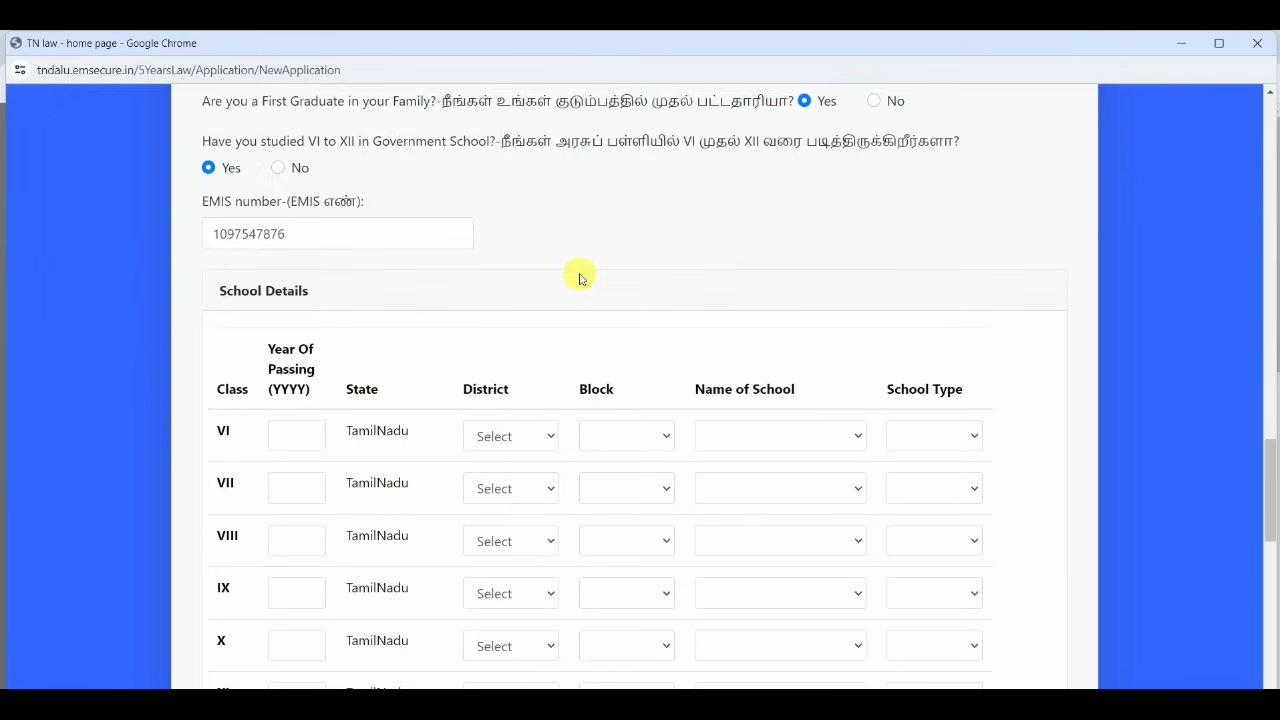 TN law - home page - Google Chrome
tndalu.emsecure.in/5YearsLaw/Application/NewApplication
Are you a First Graduate in your Family?-நீங்கள் உங்கள் குடும்பத்தில் முதல் பட்டதாரியா? Yes No
Have you studied VI to XII in Government School?-நீங்கள் அரசுப் பள்ளியில் VI முதல் XII வரை படித்திருக்கிறீர்களா?
Yes No
EMIS number-(EMIS எண்):
1097547876
School Details
Class Year Of Passing (YYYY) State District Block Name of School School Type
VI TamilNadu Select
VII TamilNadu Select
VIII TamilNadu Select
IX TamilNadu Select
X TamilNadu Select